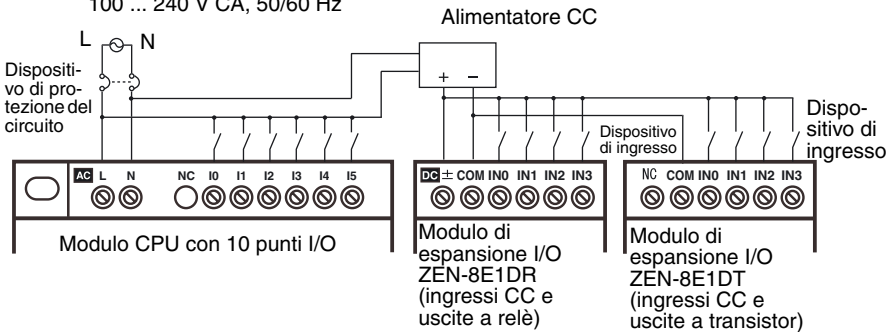 100 ... 240 V CA, 50/60 Hz
Alimentatore CC
L N
Dispositi-
vo di pro-
tezione del
circuito
+ −
Dispositivo
di ingresso
Dispo-
sitivo di
ingresso
AC L N NC I0 I1 I2 I3 I4 I5
DC ± COM IN0 IN1 IN2 IN3
NC COM IN0 IN1 IN2 IN3
Modulo CPU con 10 punti I/O
Modulo di
espansione I/O
ZEN-8E1DR
(ingressi CC e
uscite a relè)
Modulo di
espansione I/O
ZEN-8E1DT
(ingressi CC e
uscite a transistor)